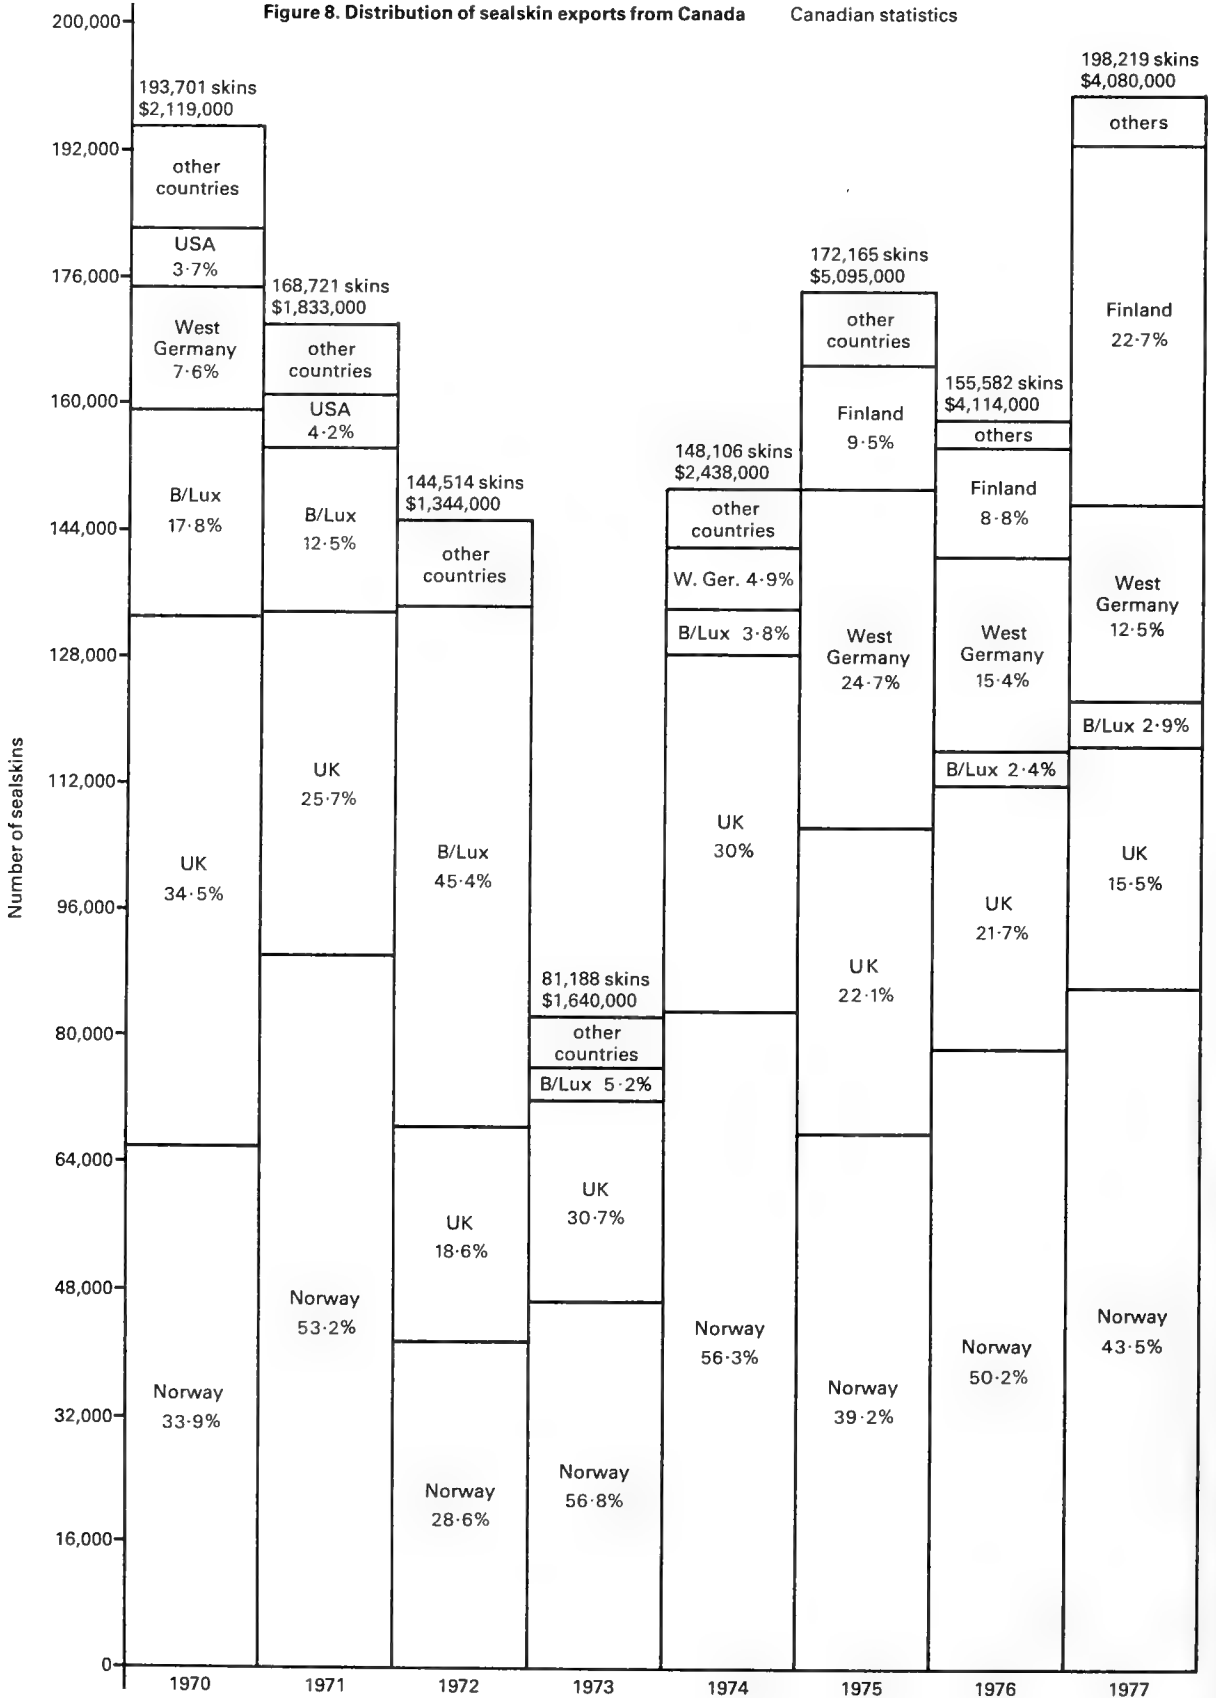 Figure 8. Distribution of sealskin exports from Canada Canadian statistics
Number of sealskins
200,000
192,000
176,000
160,000
144,000
128,000
112,000
96,000
80,000
64,000
48,000
32,000
16,000
0
193,701 skins
$2,119,000
other
countries
USA
3·7%
West
Germany
7·6%
B/Lux
17·8%
UK
34·5%
Norway
33·9%
1970
168,721 skins
$1,833,000
other
countries
USA
4·2%
B/Lux
12·5%
UK
25·7%
Norway
53·2%
1971
144,514 skins
$1,344,000
other
countries
B/Lux
45·4%
UK
18·6%
Norway
28·6%
1972
81,188 skins
$1,640,000
other
countries
B/Lux 5·2%
UK
30·7%
Norway
56·8%
1973
148,106 skins
$2,438,000
other
countries
W. Ger. 4·9%
B/Lux 3·8%
UK
30%
Norway
56·3%
1974
172,165 skins
$5,095,000
other
countries
Finland
9·5%
West
Germany
24·7%
UK
22·1%
Norway
39·2%
1975
155,582 skins
$4,114,000
others
Finland
8·8%
West
Germany
15·4%
B/Lux 2·4%
UK
21·7%
Norway
50·2%
1976
198,219 skins
$4,080,000
others
Finland
22·7%
West
Germany
12·5%
B/Lux 2·9%
UK
15·5%
Norway
43·5%
1977